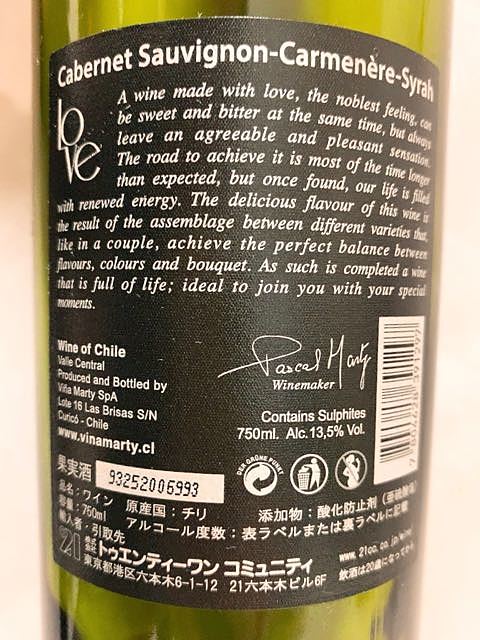 Cabernet Sauvignon-Carmenère-Syrah
love
A wine made with love, the noblest feeling, can
be sweet and bitter at the same time, but always
leave an agreeable and pleasant sensation.
The road to achieve it is most of the time longer
than expected, but once found, our life is filled
with renewed energy. The delicious flavour of this wine is
the result of the assemblage between different varieties that,
like in a couple, achieve the perfect balance between
flavours, colours and bouquet. As such is completed a wine
that is full of life; ideal to join you with your special
moments.
Pascal Marty
Winemaker
Wine of Chile
Valle Central
Produced and Bottled by
Viña Marty SpA
Lote 16 Las Brisas S/N
Curicó - Chile
www.vinamarty.cl
Contains Sulphites
750ml. Alc.13,5% Vol.
DER GRÜNE PUNKT
果実酒 93252006993
品名：ワイン 原産国：チリ 添加物：酸化防止剤（亜硫酸塩）
容量：750ml アルコール度数：表ラベルまたは裏ラベルに記載
輸入者・引取先
21 株式会社 トゥエンティーワン コミュニティ
東京都港区六本木6-1-12 21六本木ビル6F
飲酒は20歳になってから